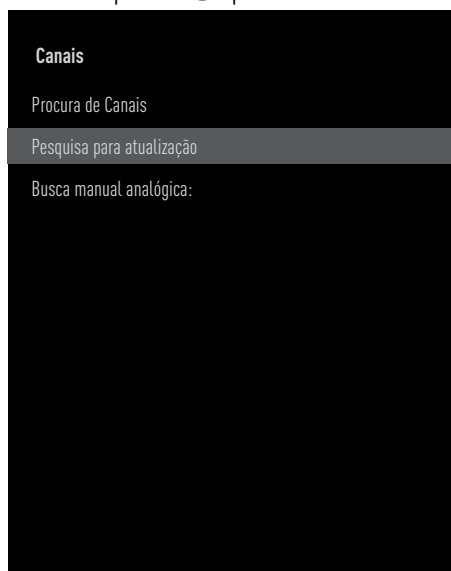 Canais
Procura de Canais
Pesquisa para atualização
Busca manual analógica: